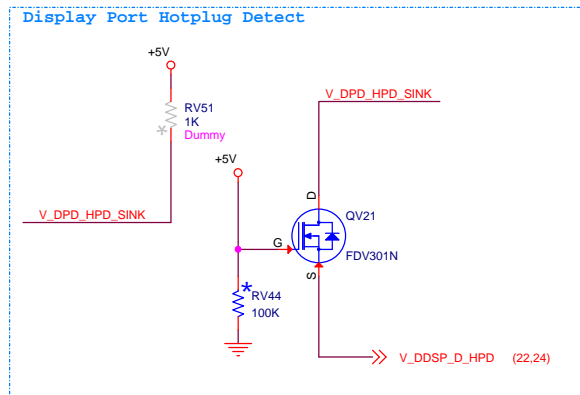 Display Port Hotplug Detect
+5V
RV51
1K
*
Dummy
V_DPD_HPD_SINK
+5V
V_DPD_HPD_SINK
D
QV21
G
FDV301N
S
*
RV44
100K
V_DDSP_D_HPD (22,24)